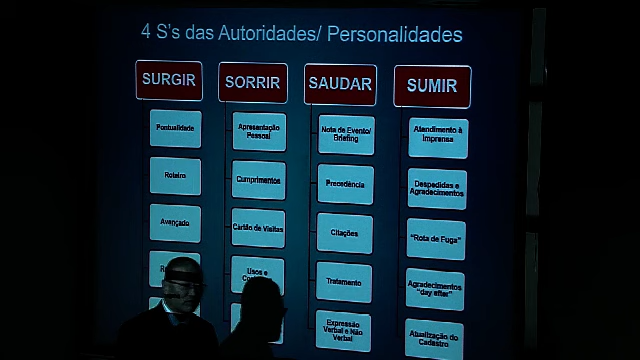 4 S's das Autoridades/ Personalidades
SURGIR
SORRIR
SAUDAR
SUMIR
Pontualidade
Roteiro
Avançado
Apresentação
Pessoal
Cumprimentos
Cartão de Visitas
Usos e
Nota de Evento/
Briefing
Precedência
Citações
Tratamento
Expressão
Verbal e Não
Verbal
Atendimento à
Imprensa
Despedidas e
Agradecimentos
"Rota de Fuga"
Agradecimentos
"day after"
Atualização do
Cadastro